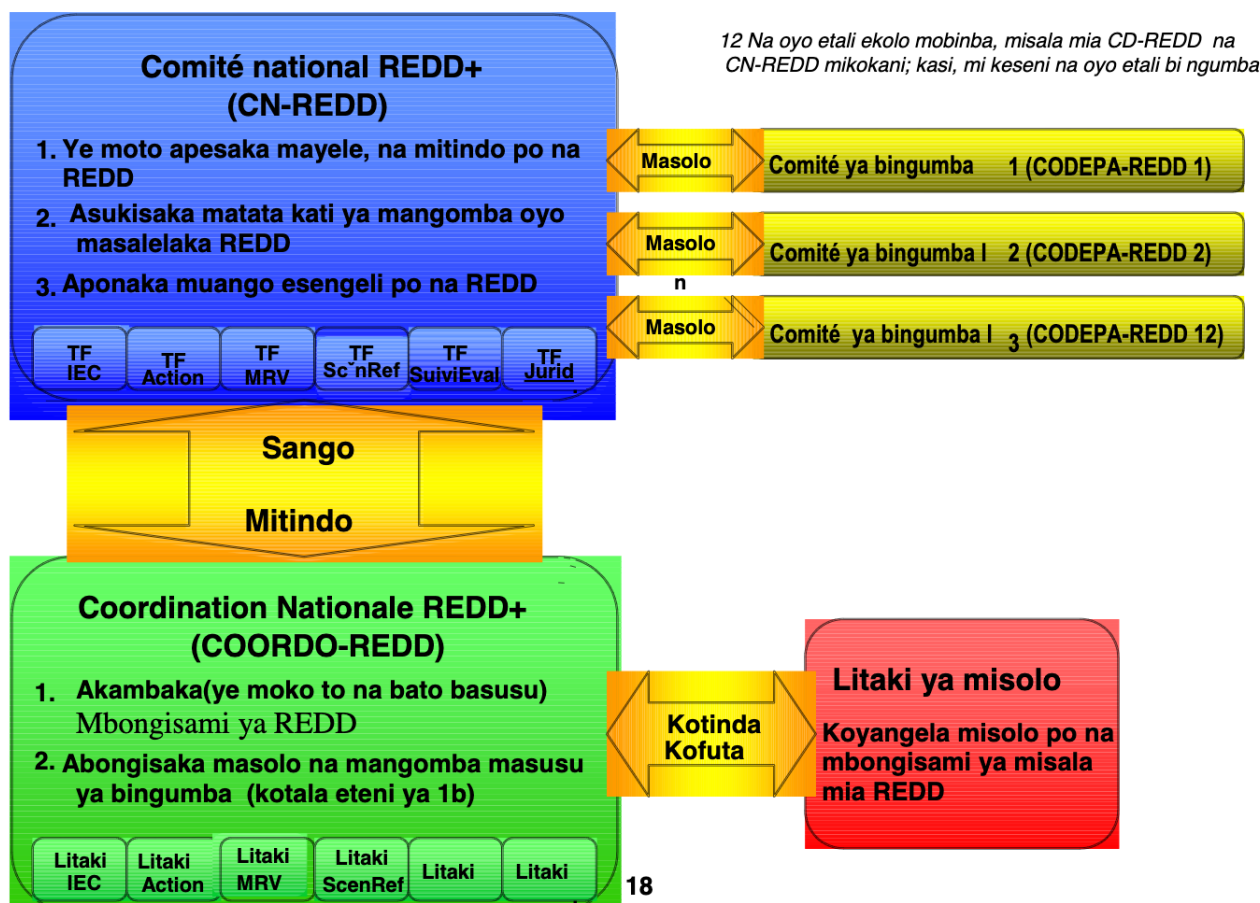 12 Na oyo etali ekolo mobinba, misala mia CD-REDD na
CN-REDD mikokani; kasi, mi keseni na oyo etali bi ngumba
Comité national REDD+
(CN-REDD)
1. Ye moto apesaka mayele, na mitindo po na
REDD
2. Asukisaka matata kati ya mangomba oyo
masalelaka REDD
3. Aponaka muango esengeli po na REDD
TF
IEC
TF
Action
TF
MRV
TF
Sc ̌nRef
TF
SuiviEval
TF
Jurid
Masolo
Comité ya bingumba 1 (CODEPA-REDD 1)
Masolo
n
Comité ya bingumba l 2 (CODEPA-REDD 2)
Masolo
Comité ya bingumba l 3 (CODEPA-REDD 12)
Sango
Mitindo
Coordination Nationale REDD+
(COORDO-REDD)
1. Akambaka(ye moko to na bato basusu)
Mbongisami ya REDD
2. Abongisaka masolo na mangomba masusu
ya bingumba (kotala eteni ya 1b)
Litaki
IEC
Litaki
Action
Litaki
MRV
Litaki
ScenRef
Litaki
Litaki
Kotinda
Kofuta
Litaki ya misolo
Koyangela misolo po na
mbongisami ya misala
mia REDD
18